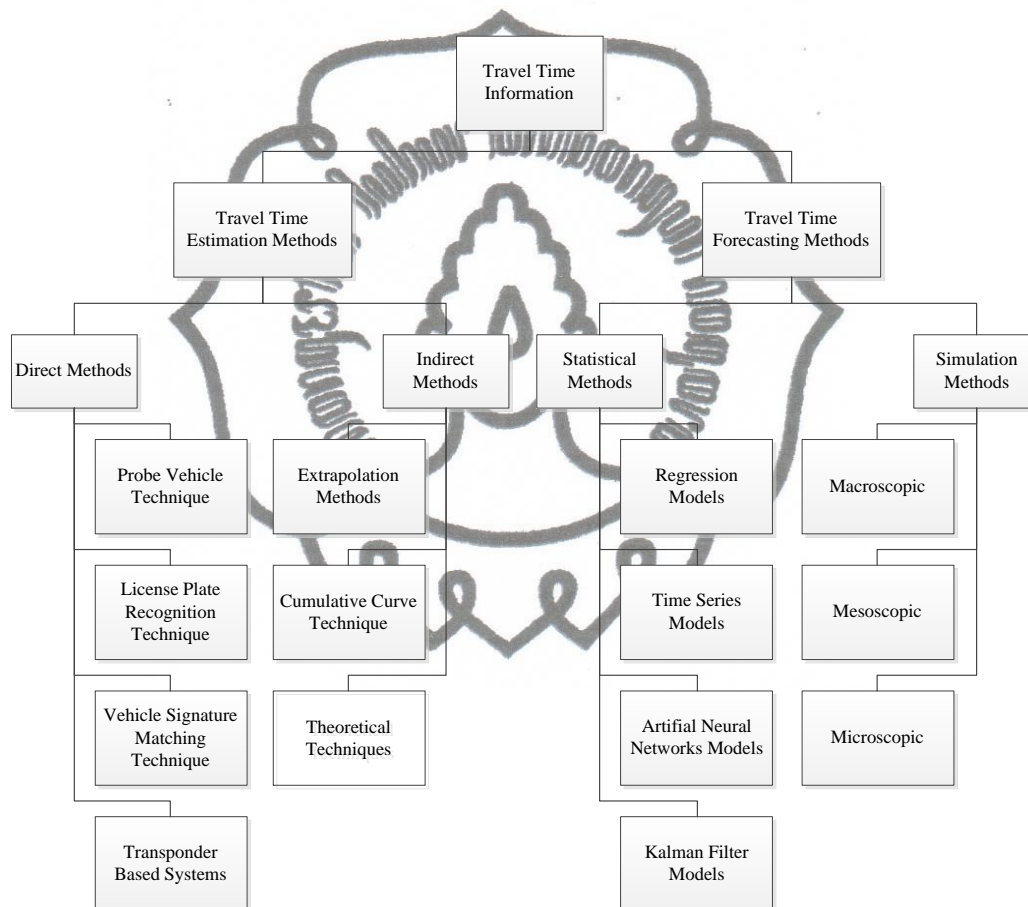 Travel Time
Information
Travel Time
Estimation Methods
Travel Time
Forecasting Methods
Direct Methods
Indirect
Methods
Statistical
Methods
Simulation
Methods
Probe Vehicle
Technique
Extrapolation
Methods
Regression
Models
Macroscopic
License Plate
Recognition
Technique
Cumulative Curve
Technique
Time Series
Models
Mesoscopic
Vehicle Signature
Matching
Technique
Theoretical
Techniques
Artifial Neural
Networks Models
Microscopic
Transponder
Based Systems
Kalman Filter
Models